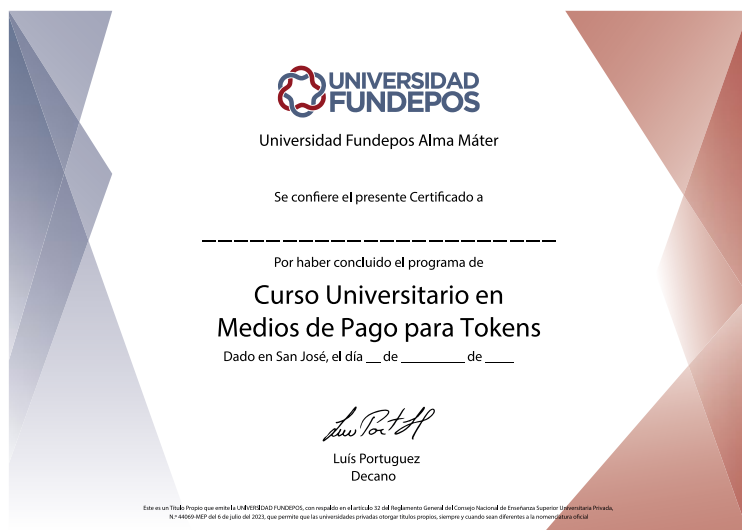 UNIVERSIDAD
FUNDEPOS
Universidad Fundepos Alma Máter
Se confiere el presente Certificado a
Por haber concluido el programa de
Curso Universitario en
Medios de Pago para Tokens
Dado en San José, el día __ de ________ de ____
Luís Portuguez
Decano
Este es un Título Propio que emite la UNIVERSIDAD FUNDEPOS, con respaldo en el artículo 32 del Reglamento General del Consejo Nacional de Enseñanza Superior Universitaria Privada,
N.º 44069-MEP del 6 de julio del 2023, que permite que las universidades privadas otorgar títulos propios, siempre y cuando sean diferentes a la nomenclatura oficial